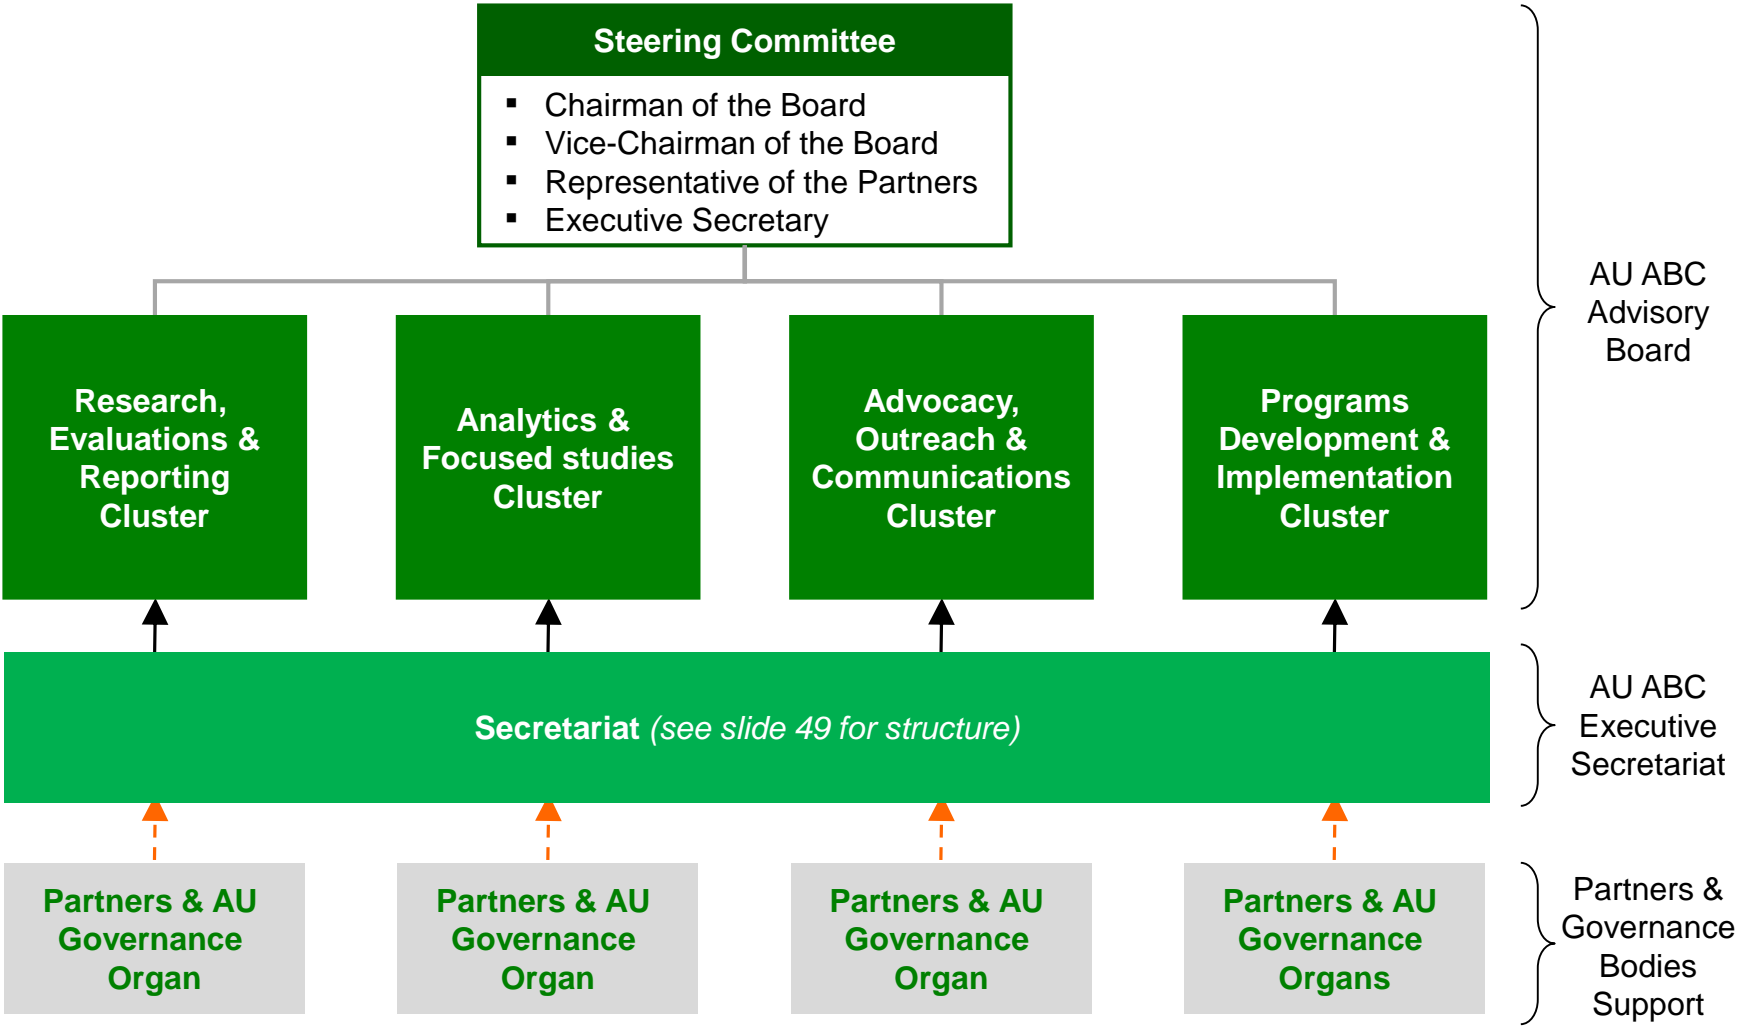 Steering Committee
▪ Chairman of the Board
▪ Vice-Chairman of the Board
▪ Representative of the Partners
▪ Executive Secretary
AU ABC
Advisory
Board
Research,
Evaluations &
Reporting
Cluster
Analytics &
Focused studies
Cluster
Advocacy,
Outreach &
Communications
Cluster
Programs
Development &
Implementation
Cluster
Secretariat (see slide 49 for structure)
AU ABC
Executive
Secretariat
Partners & AU
Governance
Organ
Partners & AU
Governance
Organ
Partners & AU
Governance
Organ
Partners & AU
Governance
Organs
Partners &
Governance
Bodies
Support